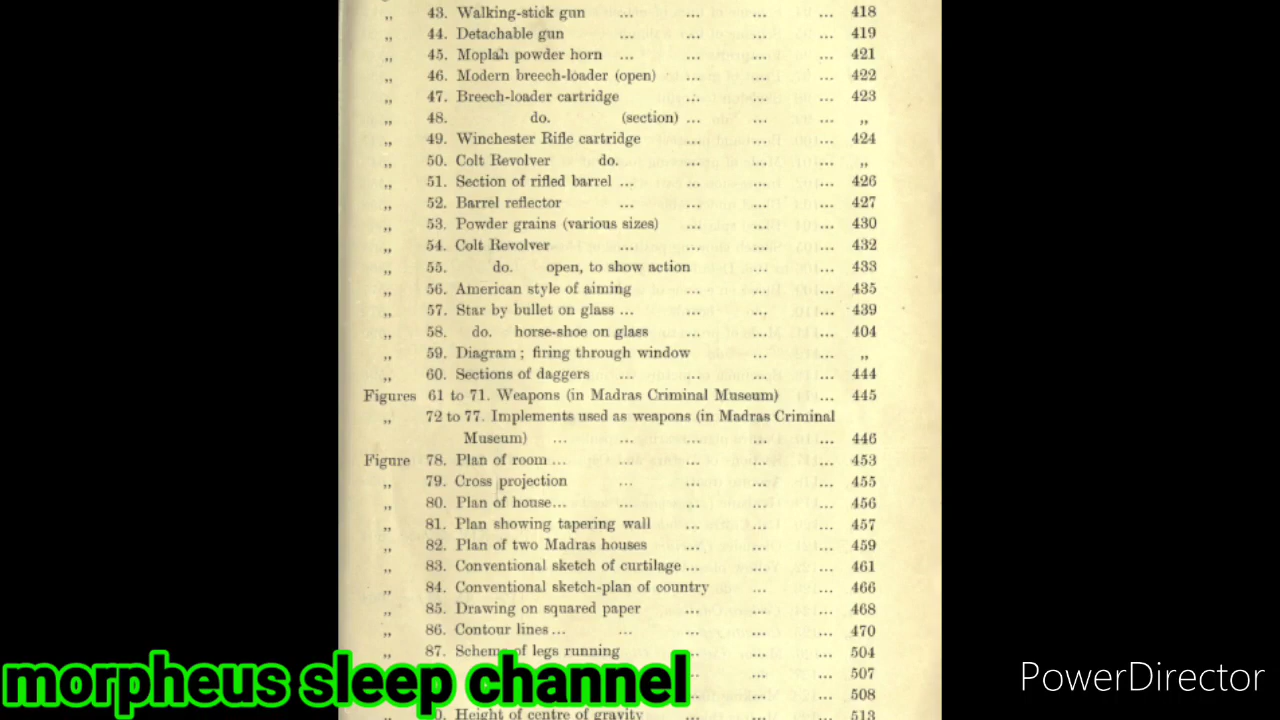 „ 43. Walking-stick gun ... ... ... ... 418
„ 44. Detachable gun ... ... ... ... 419
„ 45. Moplah powder horn ... ... ... 421
„ 46. Modern breech-loader (open) ... ... ... 422
„ 47. Breech-loader cartridge ... ... ... 423
„ 48. do. (section) ... ... ... „
„ 49. Winchester Rifle cartridge ... ... ... 424
„ 50. Colt Revolver do. ... ... ... „
„ 51. Section of rifled barrel ... ... ... ... 426
„ 52. Barrel reflector ... ... ... ... 427
„ 53. Powder grains (various sizes) ... ... ... 430
„ 54. Colt Revolver ... ... ... ... 432
„ 55. do. open, to show action ... ... 433
„ 56. American style of aiming ... ... ... 435
„ 57. Star by bullet on glass ... ... ... ... 439
„ 58. do. horse-shoe on glass ... ... ... 404
„ 59. Diagram ; firing through window ... ... „
„ 60. Sections of daggers ... ... ... ... 444
Figures 61 to 71. Weapons (in Madras Criminal Museum) ... 445
„ 72 to 77. Implements used as weapons (in Madras Criminal
Museum) ... ... ... ... ... 446
Figure 78. Plan of room ... ... ... ... ... 453
„ 79. Cross projection ... ... ... ... 455
„ 80. Plan of house... ... ... ... ... 456
„ 81. Plan showing tapering wall ... ... ... 457
„ 82. Plan of two Madras houses ... ... ... 459
„ 83. Conventional sketch of curtilage ... ... ... 461
„ 84. Conventional sketch-plan of country ... ... 466
„ 85. Drawing on squared paper ... ... ... 468
„ 86. Contour lines ... ... ... ... ... 470
„ 87. Scheme of legs running ... ... ... 504
507
508
Height of centre of gravity ... ... ... 513
morpheus sleep channel
PowerDirector